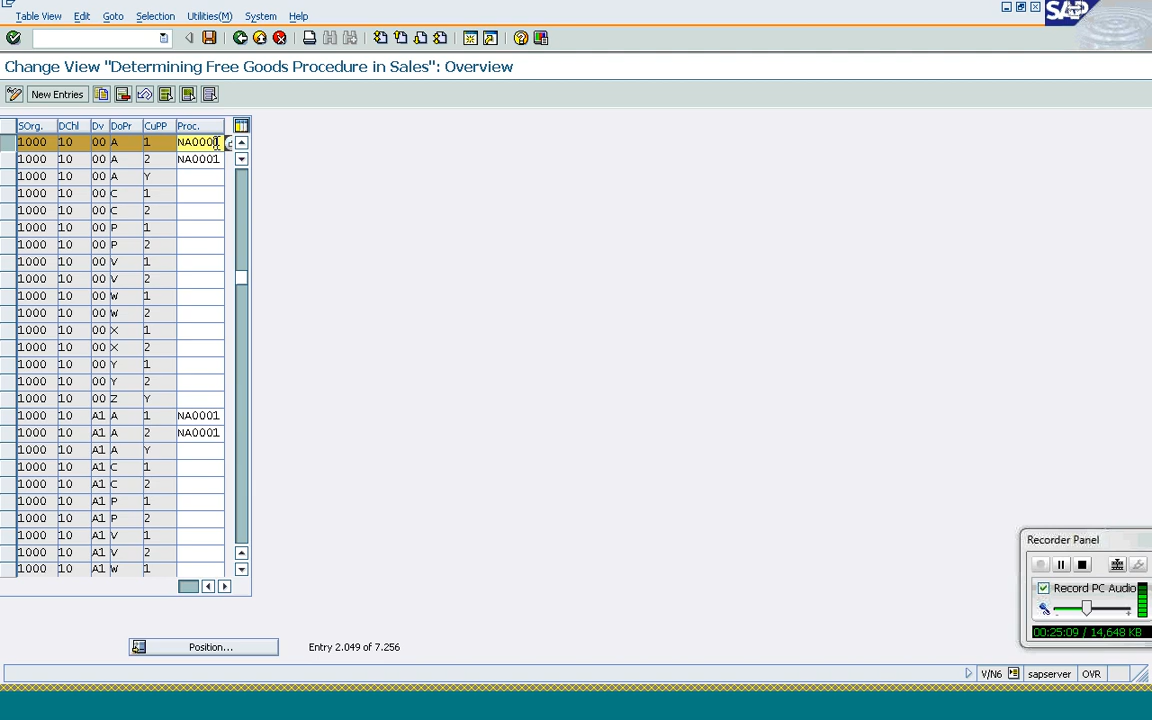 Table View Edit Goto Selection Utilities(M) System Help
SAP
Change View "Determining Free Goods Procedure in Sales": Overview
New Entries
SOrg. DChl Dv DoPr CuPP Proc.
1000 10 00 A 1 NA0001
1000 10 00 A 2 NA0001
1000 10 00 A Y
1000 10 00 C 1
1000 10 00 C 2
1000 10 00 P 1
1000 10 00 P 2
1000 10 00 V 1
1000 10 00 V 2
1000 10 00 W 1
1000 10 00 W 2
1000 10 00 X 1
1000 10 00 X 2
1000 10 00 Y 1
1000 10 00 Y 2
1000 10 00 Z Y
1000 10 A1 A 1 NA0001
1000 10 A1 A 2 NA0001
1000 10 A1 A Y
1000 10 A1 C 1
1000 10 A1 C 2
1000 10 A1 P 1
1000 10 A1 P 2
1000 10 A1 V 1
1000 10 A1 V 2
1000 10 A1 W 1
Recorder Panel
Record PC Audio
00:25:09 / 14,648 KB
Position... Entry 2.049 of 7.256
V/N6 sapserver OVR